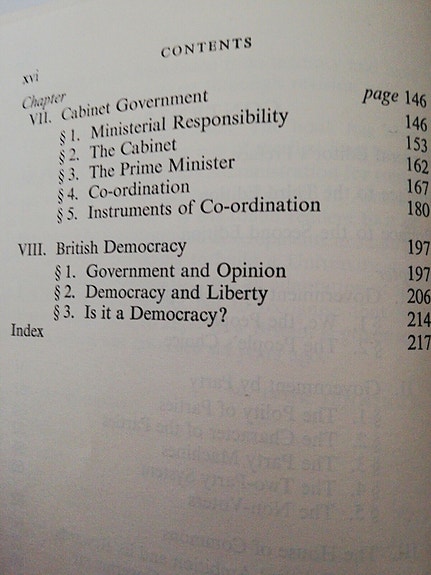 CONTENTS
xvi
Chapter
VII. Cabinet Government page 146
§ 1. Ministerial Responsibility 146
§ 2. The Cabinet 153
§ 3. The Prime Minister 162
§ 4. Co-ordination 167
§ 5. Instruments of Co-ordination 180
VIII. British Democracy 197
§ 1. Government and Opinion 197
§ 2. Democracy and Liberty 206
§ 3. Is it a Democracy? 214
Index 217